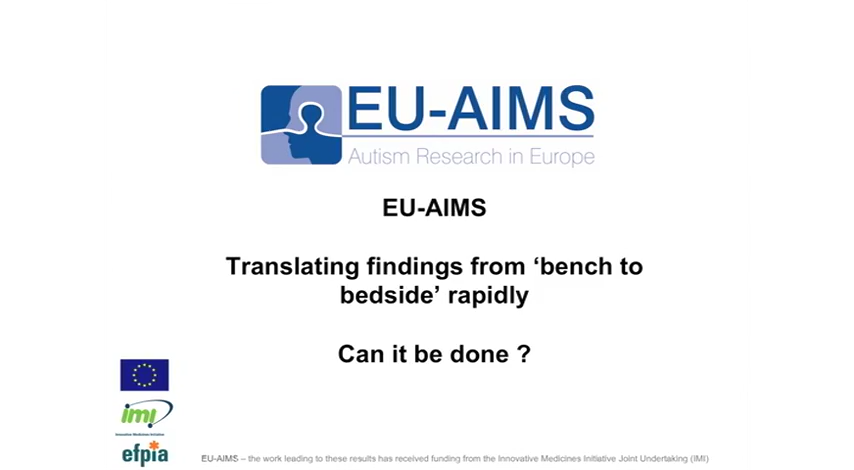 EU-AIMS
Autism Research in Europe
EU-AIMS
Translating findings from ‘bench to
bedside’ rapidly
Can it be done ?
imi
Innovative Medicines Initiative
efpia
EU-AIMS – the work leading to these results has received funding from the Innovative Medicines Initiative Joint Undertaking (IMI)